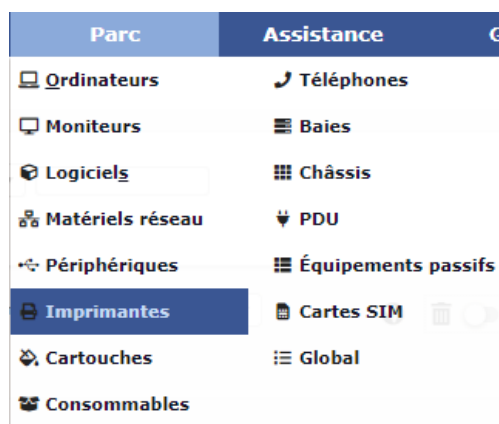 Parc Assistance G
Ordinateurs
Moniteurs
Logiciels
Matériels réseau
Périphériques
Imprimantes
Cartouches
Consommables
Téléphones
Baies
Châssis
PDU
Équipements passifs
Cartes SIM
Global